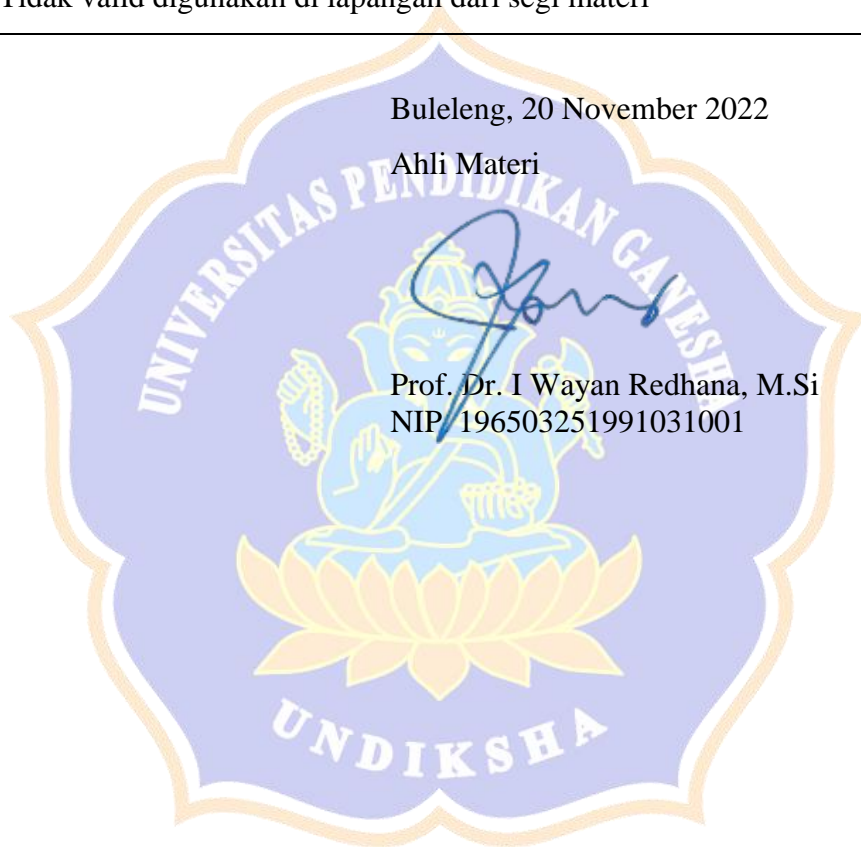 Tidak valid digunakan di lapangan dari segi materi
Buleleng, 20 November 2022
Ahli Materi
UNIVERSITAS PENDIDIKAN GANESHA
Prof. Dr. I Wayan Redhana, M.Si
NIP. 196503251991031001
UNDIKSHA